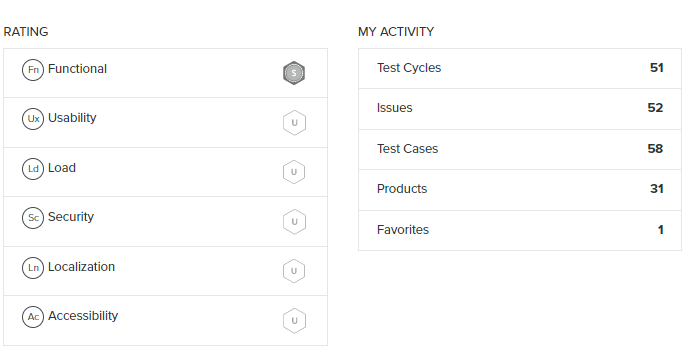 RATING
Fn Functional S
Ux Usability U
Ld Load U
Sc Security U
Ln Localization U
Ac Accessibility U
MY ACTIVITY
Test Cycles 51
Issues 52
Test Cases 58
Products 31
Favorites 1